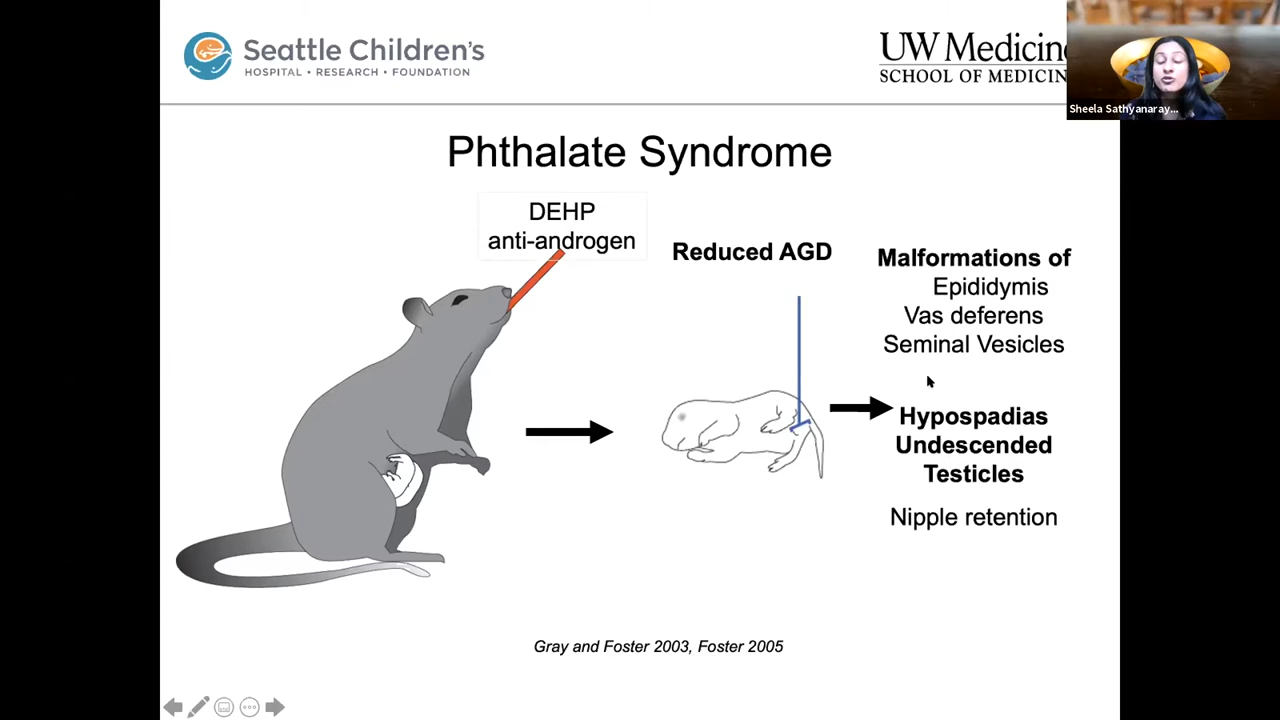 Seattle Children's
HOSPITAL • RESEARCH • FOUNDATION
UW Medicine
SCHOOL OF MEDICIN
Sheela Sathyanaray...
Phthalate Syndrome
DEHP
anti-androgen
Reduced AGD
Malformations of
Epididymis
Vas deferens
Seminal Vesicles
Hypospadias
Undescended
Testicles
Nipple retention
Gray and Foster 2003, Foster 2005